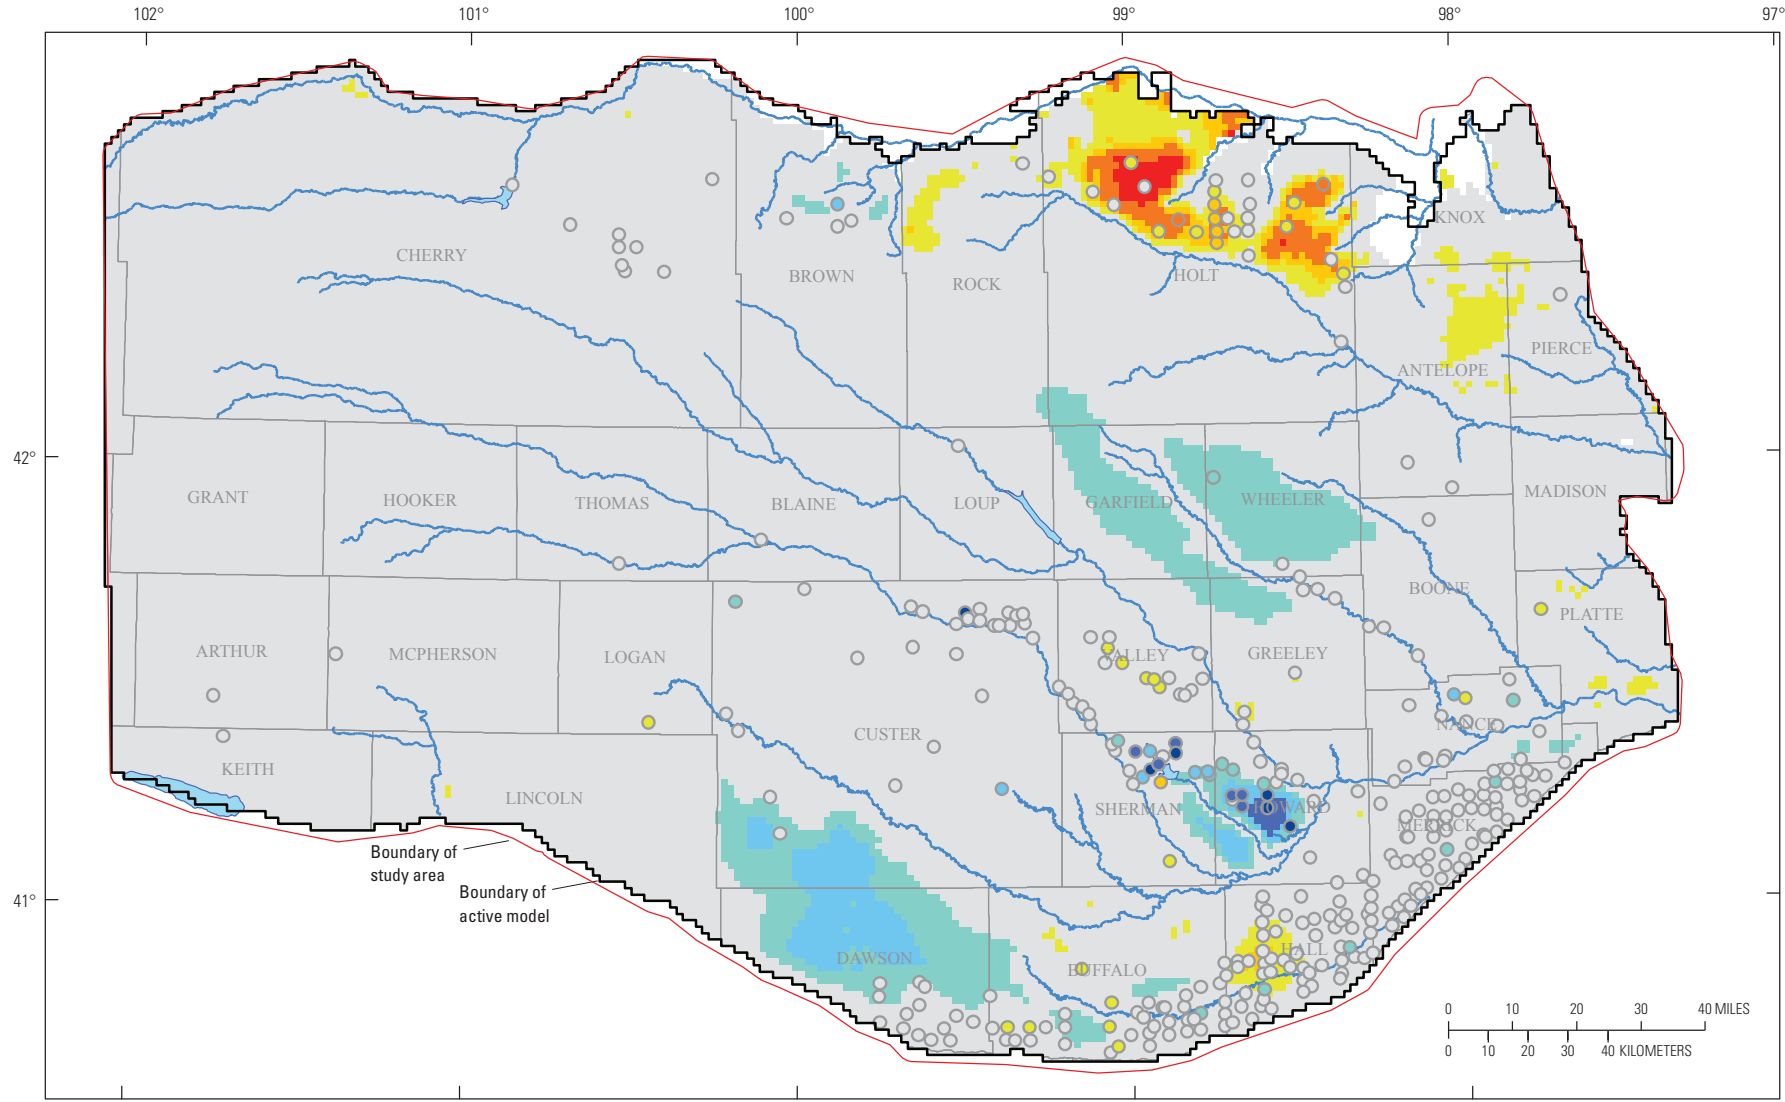 102° 101° 100° 99° 98° 97°
KNOX
CHERRY
BROWN
ROCK
HOLT
PIERCE
ANTELOPE
42°
GRANT
HOOKER
THOMAS
BLAINE
LOUP
GARFIELD
WHEELER
MADISON
BOONE
PLATTE
ARTHUR
MCPHERSON
LOGAN
VALLEY
GREELEY
CUSTER
NANCE
KEITH
LINCOLN
SHERMAN
HOWARD
MERRICK
Boundary of
study area
Boundary of
active model
41°
DAWSON
BUFFALO
HALL
0 10 20 30 40 MILES
0 10 20 30 40 KILOMETERS